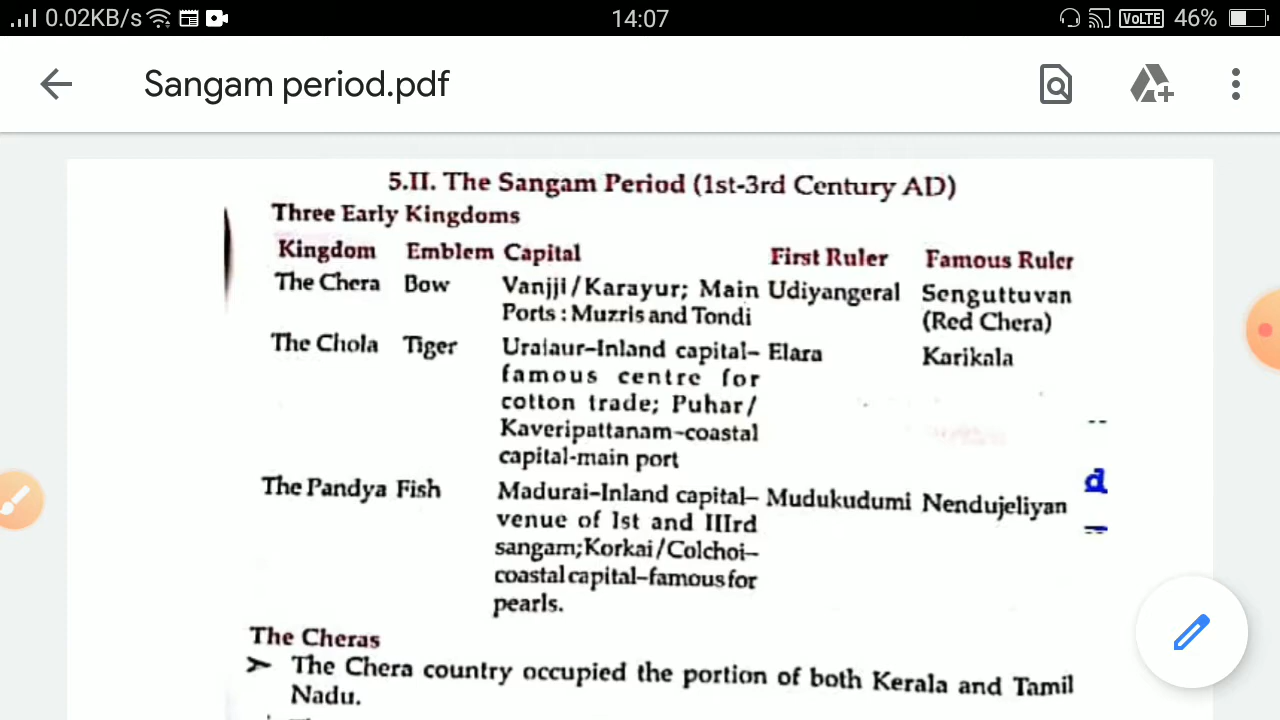 0.02KB/s 14:07 VoLTE 46%
Sangam period.pdf
5.II. The Sangam Period (1st-3rd Century AD)
Three Early Kingdoms
Kingdom Emblem Capital First Ruler Famous Ruler
The Chera Bow Vanjji/Karayur; Main Udiyangeral Senguttuvan
Ports : Muzris and Tondi (Red Chera)
The Chola Tiger Uraiaur–Inland capital– Elara Karikala
famous centre for
cotton trade; Puhar/
Kaveripattanam–coastal
capital-main port
The Pandya Fish Madurai–Inland capital– Mudukudumi Nendujeliyan
venue of Ist and IIIrd
sangam;Korkai/Colchoi–
coastal capital–famous for
pearls.
d
The Cheras
➢ The Chera country occupied the portion of both Kerala and Tamil
Nadu.